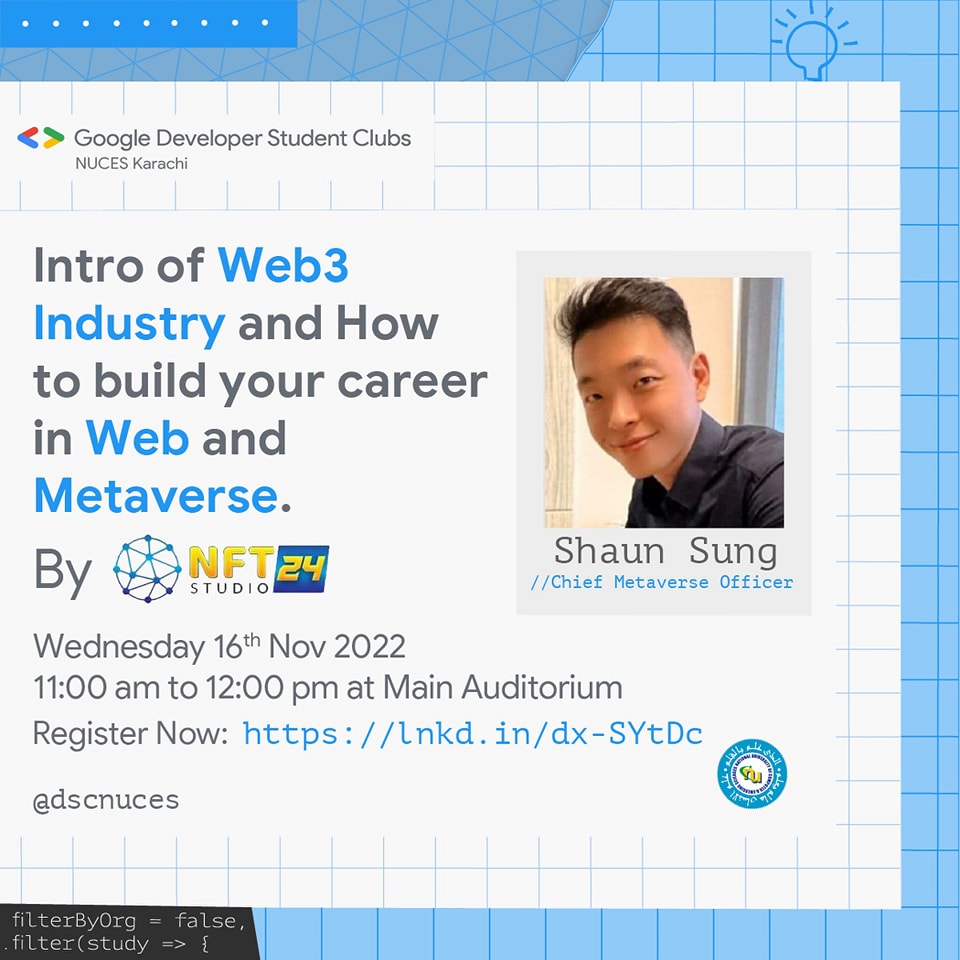 Google Developer Student Clubs
NUCES Karachi
Intro of Web3
Industry and How
to build your career
in Web and
Metaverse.
By NFT 24
STUDIO
Shaun Sung
//Chief Metaverse Officer
Wednesday 16th Nov 2022
11:00 am to 12:00 pm at Main Auditorium
Register Now: https://lnkd.in/dx-SYtDc
@dscnuces
filterByOrg = false,
.filter(study => {